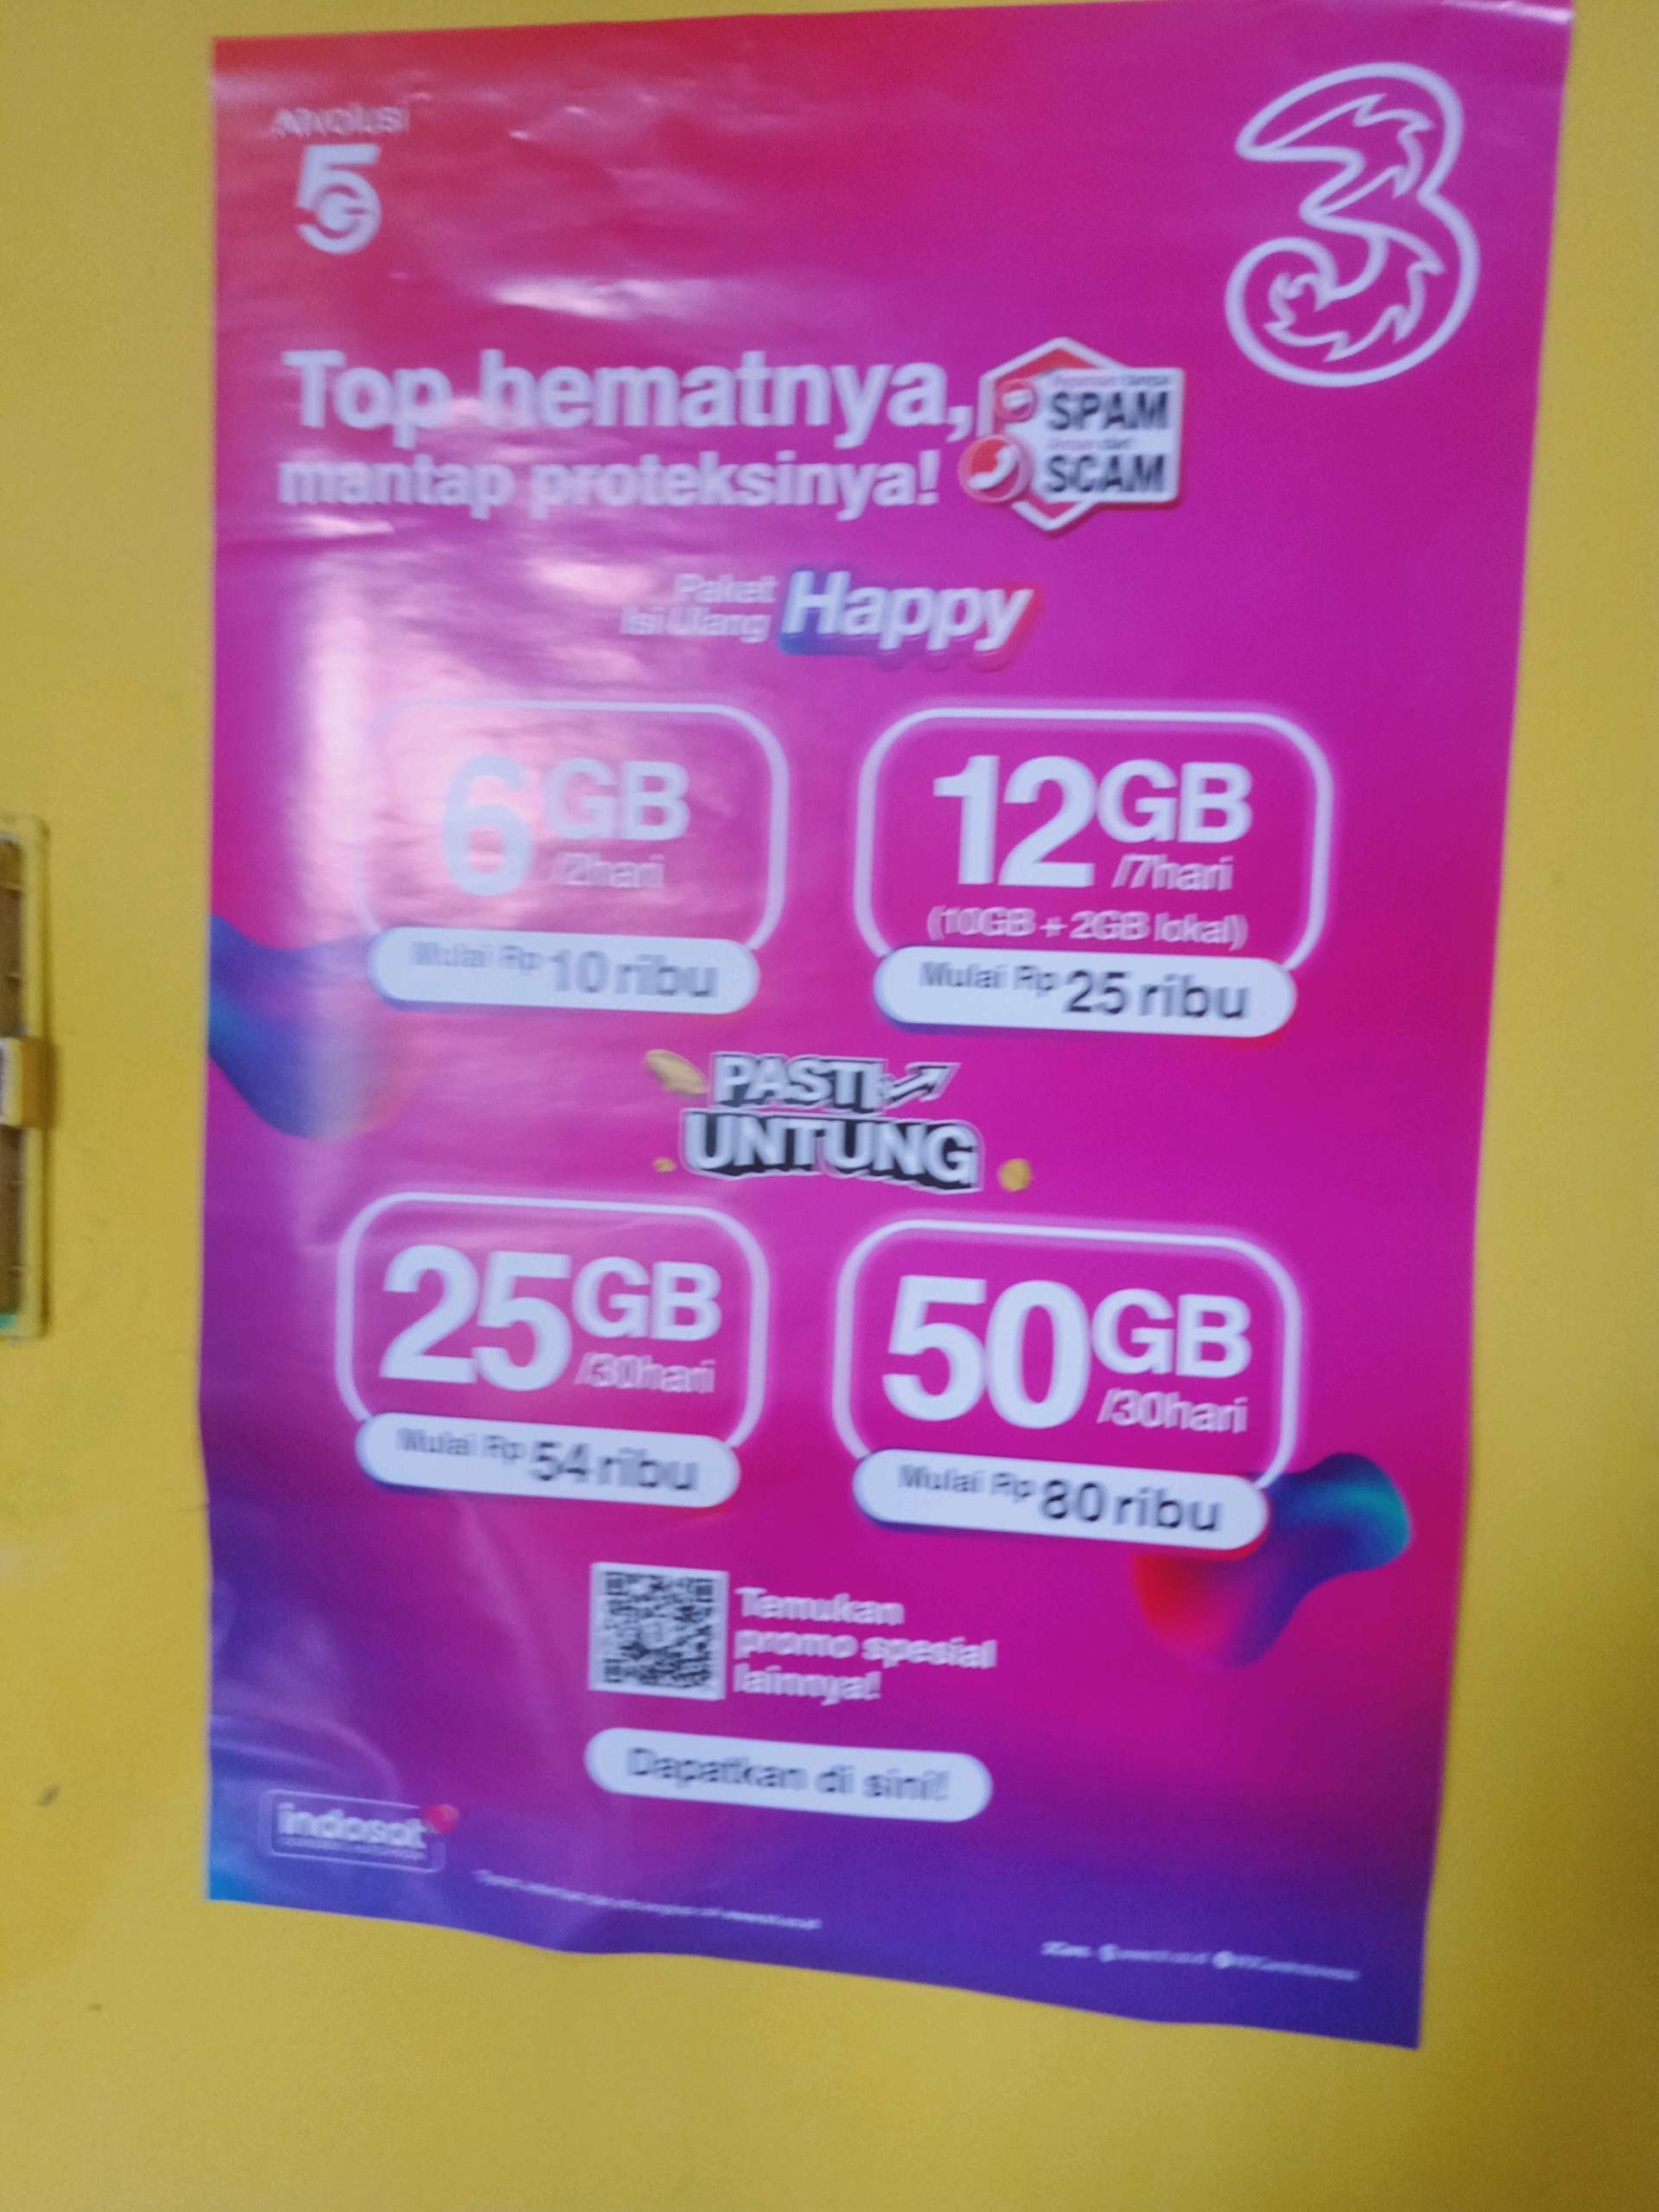 AIVOLUSI
5G
3
Top hematnya,
mantap proteksinya!
SPAM
SCAM
Paket
Isi Ulang
Happy
6GB
/2hari
Mulai Rp 10 ribu
12GB
/7hari
(10GB + 2GB lokal)
Mulai Rp 25 ribu
PASTI
UNTUNG
25GB
/30hari
Mulai Rp 54 ribu
50GB
/30hari
Mulai Rp 80 ribu
Temukan
promo spesial
lainnya!
Dapatkan di sini!
indosat